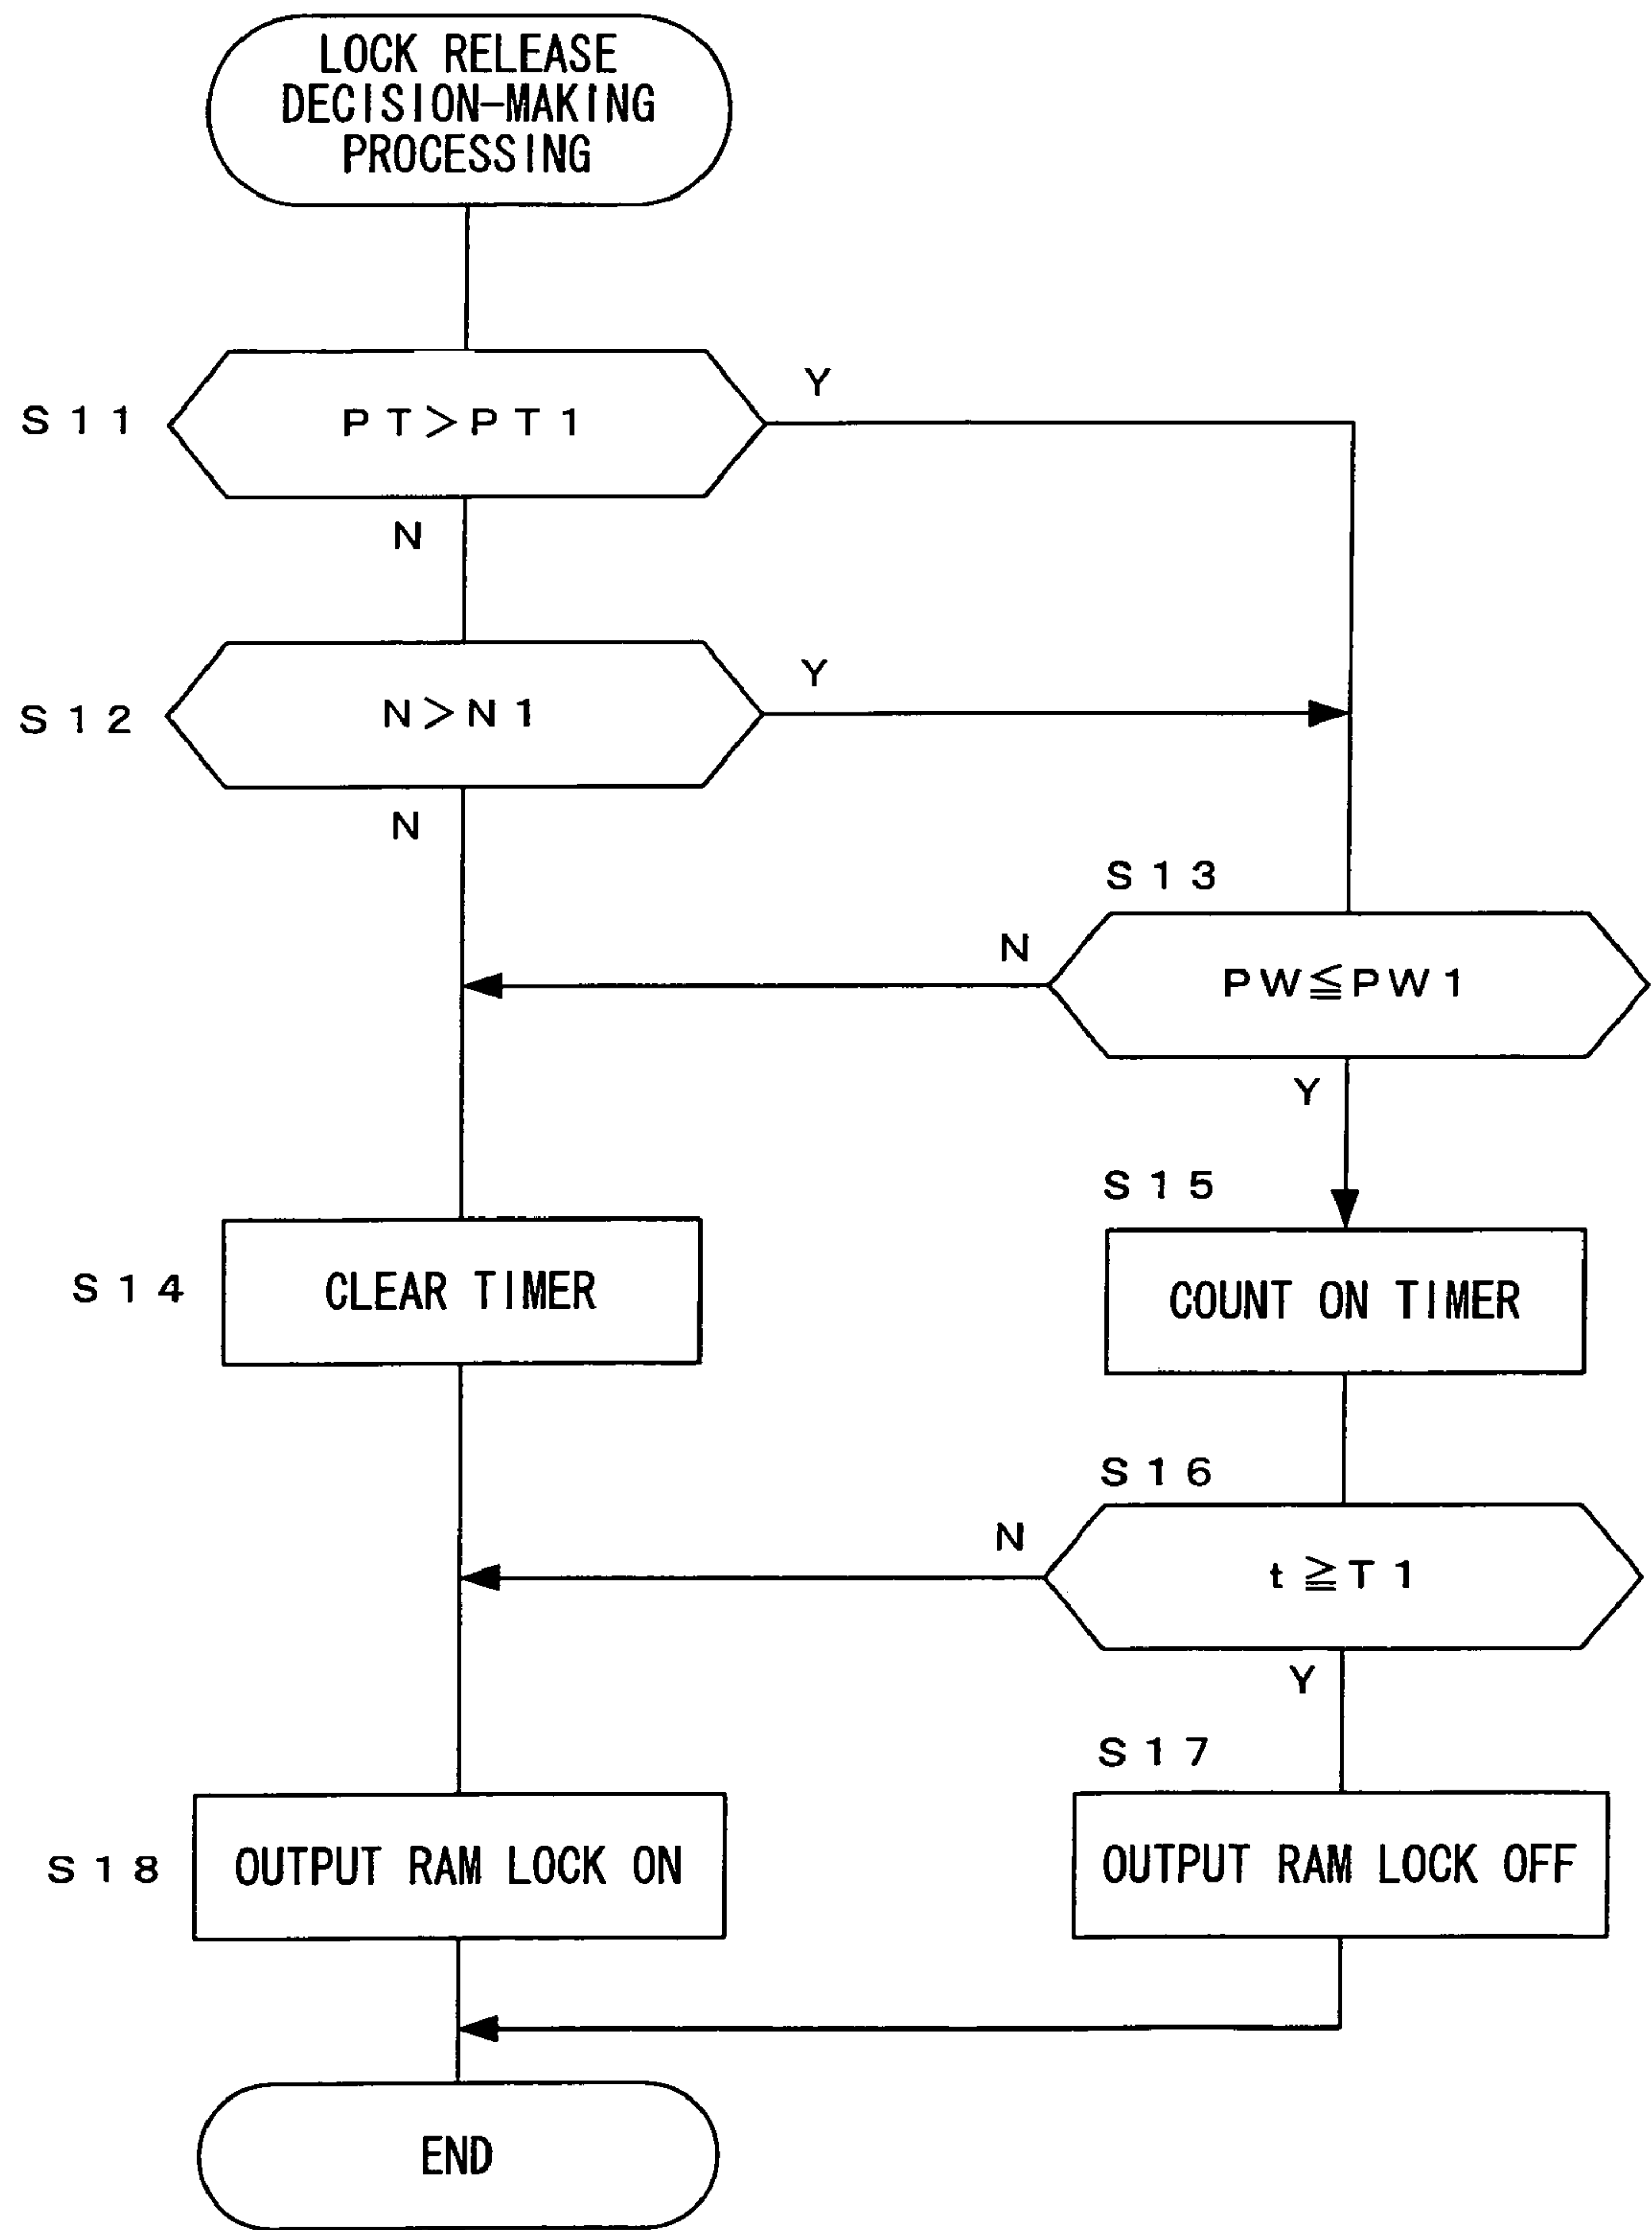 LOCK RELEASE
DECISION-MAKING
PROCESSING
S11
PT>PT1
Y
N
S12
N>N1
Y
N
S13
PW≦PW1
N
Y
S14
CLEAR TIMER
S15
COUNT ON TIMER
S16
t≧T1
N
Y
S17
OUTPUT RAM LOCK OFF
S18
OUTPUT RAM LOCK ON
END